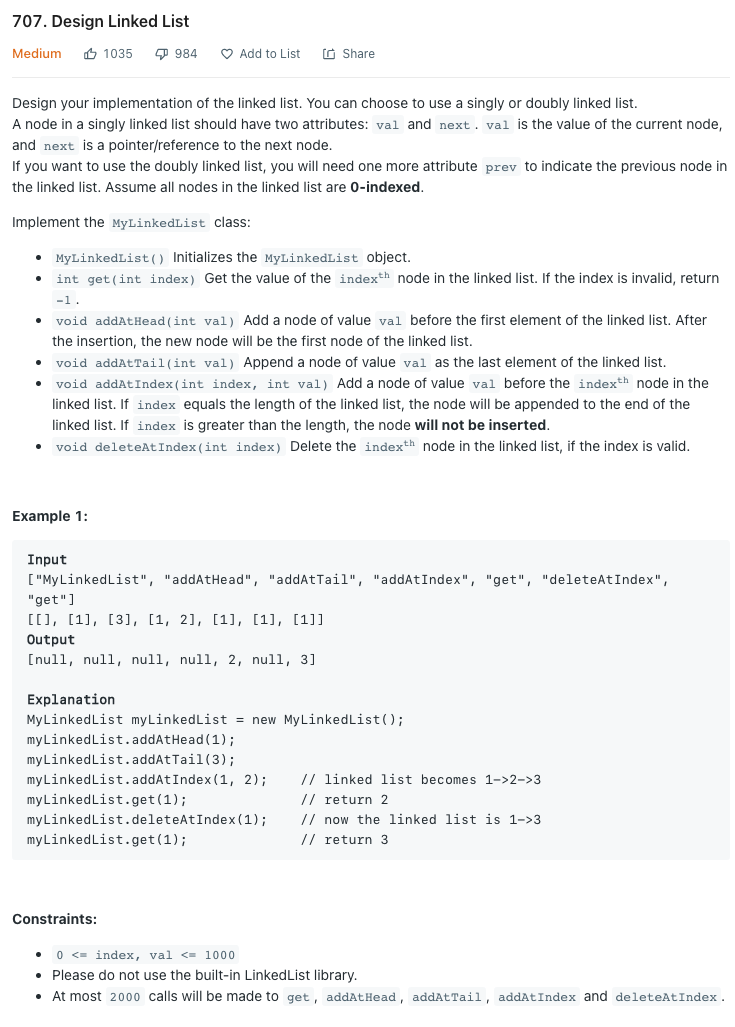 707. Design Linked List
Medium 1035 984 Add to List Share
Design your implementation of the linked list. You can choose to use a singly or doubly linked list.
A node in a singly linked list should have two attributes: val and next. val is the value of the current node,
and next is a pointer/reference to the next node.
If you want to use the doubly linked list, you will need one more attribute prev to indicate the previous node in
the linked list. Assume all nodes in the linked list are 0-indexed.
Implement the MyLinkedList class:
• MyLinkedList() Initializes the MyLinkedList object.
• int get(int index) Get the value of the indexth node in the linked list. If the index is invalid, return
-1.
• void addAtHead(int val) Add a node of value val before the first element of the linked list. After
the insertion, the new node will be the first node of the linked list.
• void addAtTail(int val) Append a node of value val as the last element of the linked list.
• void addAtIndex(int index, int val) Add a node of value val before the indexth node in the
linked list. If index equals the length of the linked list, the node will be appended to the end of the
linked list. If index is greater than the length, the node will not be inserted.
• void deleteAtIndex(int index) Delete the indexth node in the linked list, if the index is valid.
Example 1:
Input
["MyLinkedList", "addAtHead", "addAtTail", "addAtIndex", "get", "deleteAtIndex",
"get"]
[[], [1], [3], [1, 2], [1], [1], [1]]
Output
[null, null, null, null, 2, null, 3]
Explanation
MyLinkedList myLinkedList = new MyLinkedList();
myLinkedList.addAtHead(1);
myLinkedList.addAtTail(3);
myLinkedList.addAtIndex(1, 2);    // linked list becomes 1->2->3
myLinkedList.get(1);              // return 2
myLinkedList.deleteAtIndex(1);    // now the linked list is 1->3
myLinkedList.get(1);              // return 3
Constraints:
• 0 <= index, val <= 1000
• Please do not use the built-in LinkedList library.
• At most 2000 calls will be made to get, addAtHead, addAtTail, addAtIndex and deleteAtIndex.